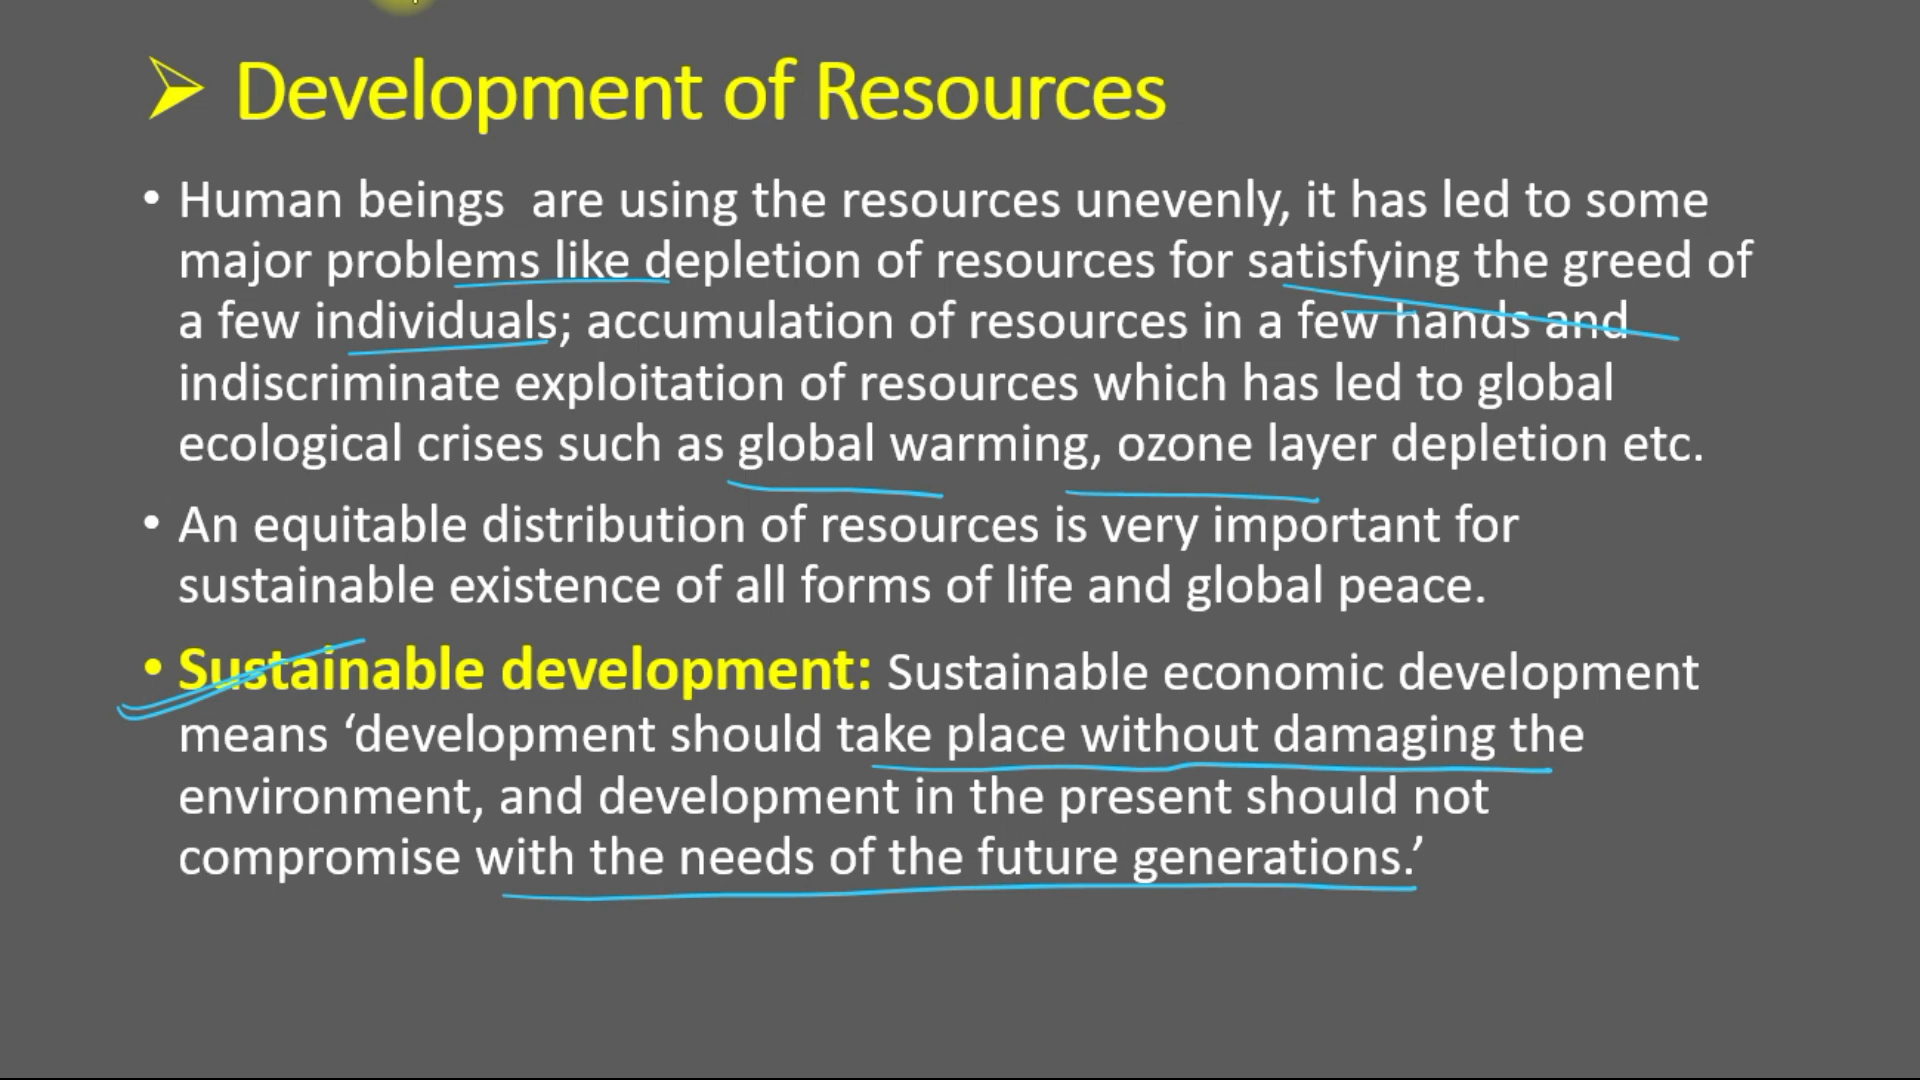 Development of Resources
• Human beings are using the resources unevenly, it has led to some
major problems like depletion of resources for satisfying the greed of
a few individuals; accumulation of resources in a few hands and
indiscriminate exploitation of resources which has led to global
ecological crises such as global warming, ozone layer depletion etc.
• An equitable distribution of resources is very important for
sustainable existence of all forms of life and global peace.
• Sustainable development: Sustainable economic development
means ‘development should take place without damaging the
environment, and development in the present should not
compromise with the needs of the future generations.’